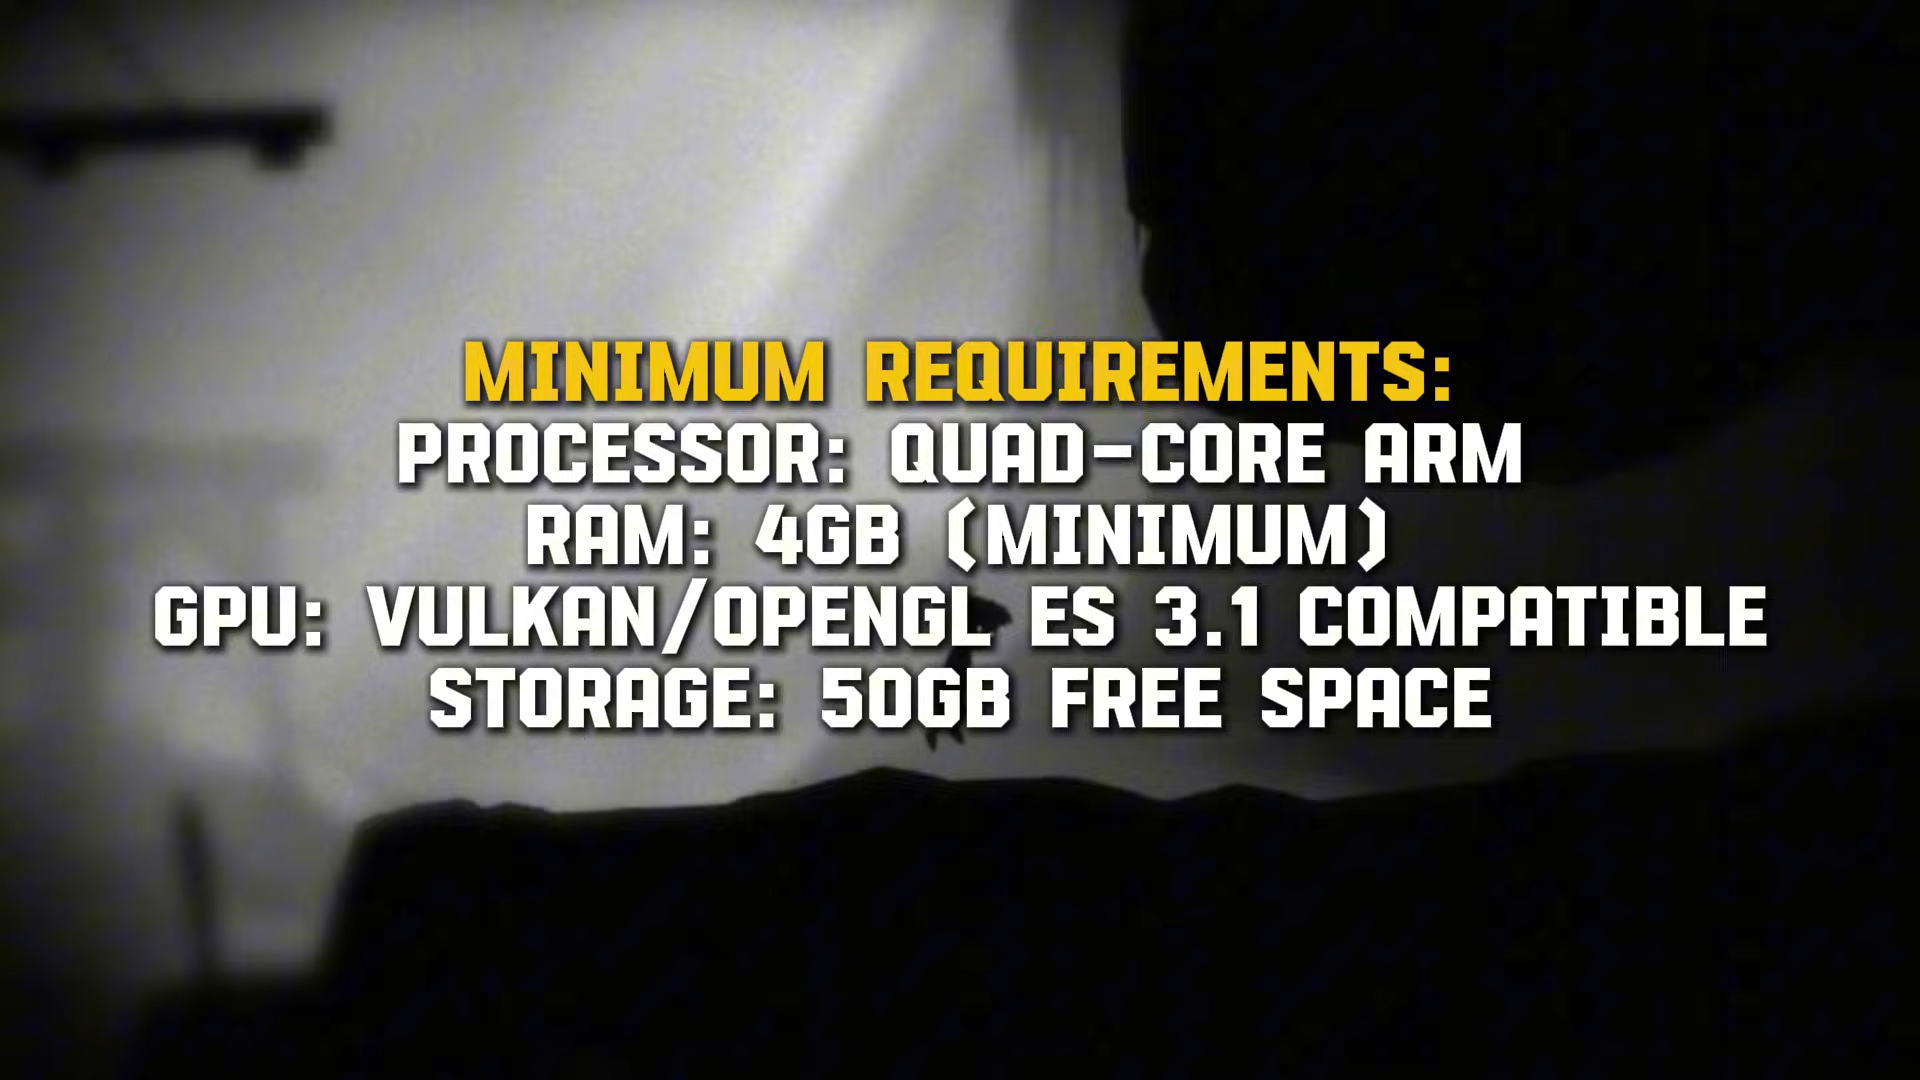 MINIMUM REQUIREMENTS:
PROCESSOR: QUAD-CORE ARM
RAM: 4GB (MINIMUM)
GPU: VULKAN/OPENGL ES 3.1 COMPATIBLE
STORAGE: 50GB FREE SPACE